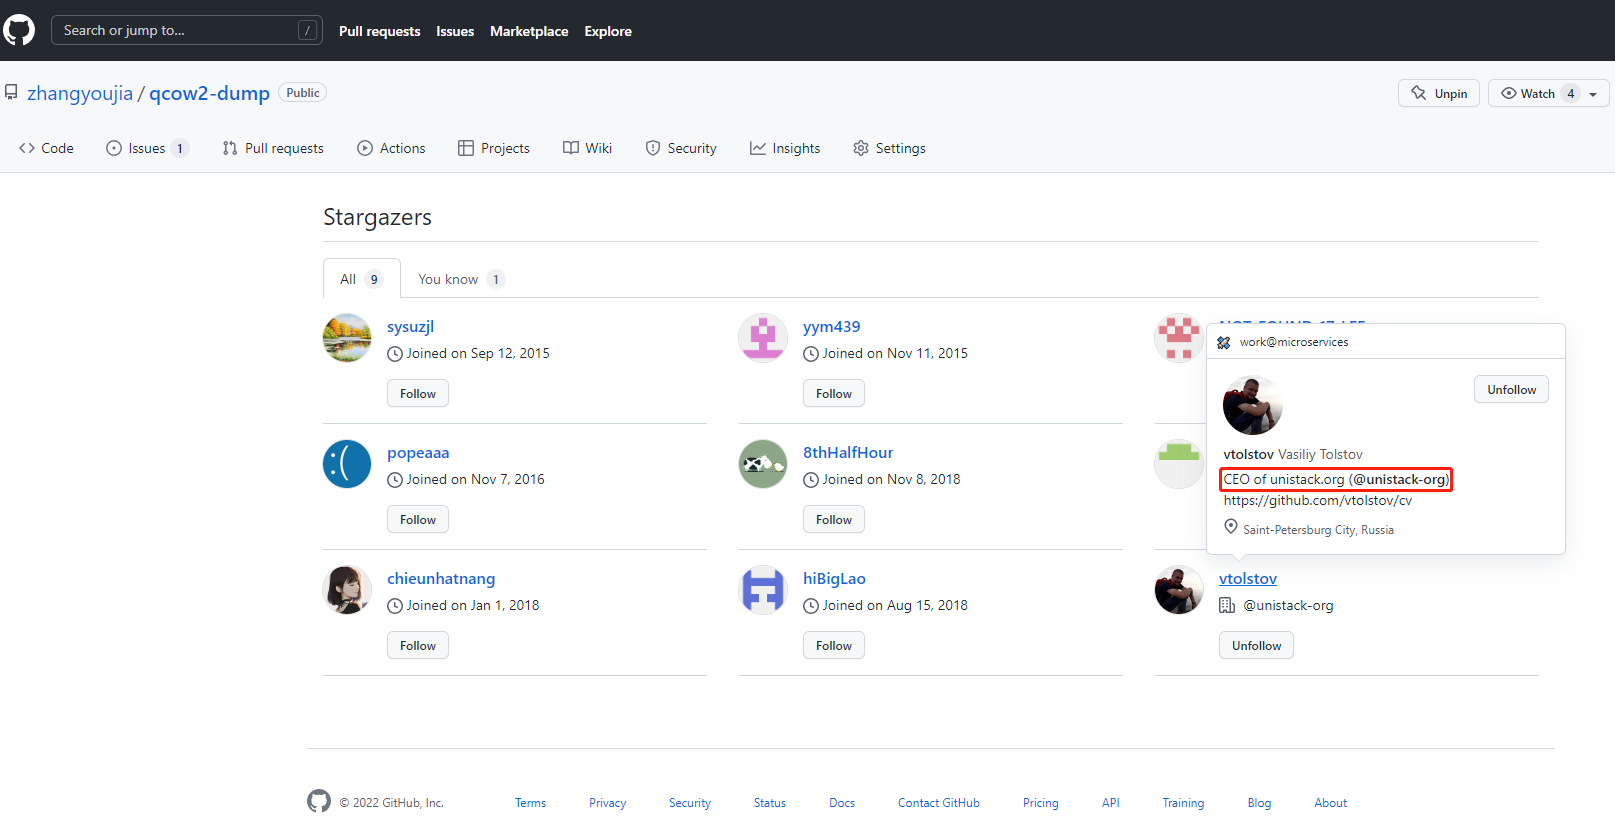 Search or jump to... /
Pull requests Issues Marketplace Explore
zhangyoujia / qcow2-dump Public
Unpin Watch 4
Code Issues 1 Pull requests Actions Projects Wiki Security Insights Settings
Stargazers
All 9 You know 1
sysuzjl
Joined on Sep 12, 2015
Follow
yym439
Joined on Nov 11, 2015
Follow
work@microservices
Unfollow
vtolstov Vasiliy Tolstov
CEO of unistack.org (@unistack-org)
https://github.com/vtolstov/cv
Saint-Petersburg City, Russia
popeaaa
Joined on Nov 7, 2016
Follow
8thHalfHour
Joined on Nov 8, 2018
Follow
chieunhatnang
Joined on Jan 1, 2018
Follow
hiBigLao
Joined on Aug 15, 2018
Follow
vtolstov
@unistack-org
Unfollow
© 2022 GitHub, Inc. Terms Privacy Security Status Docs Contact GitHub Pricing API Training Blog About